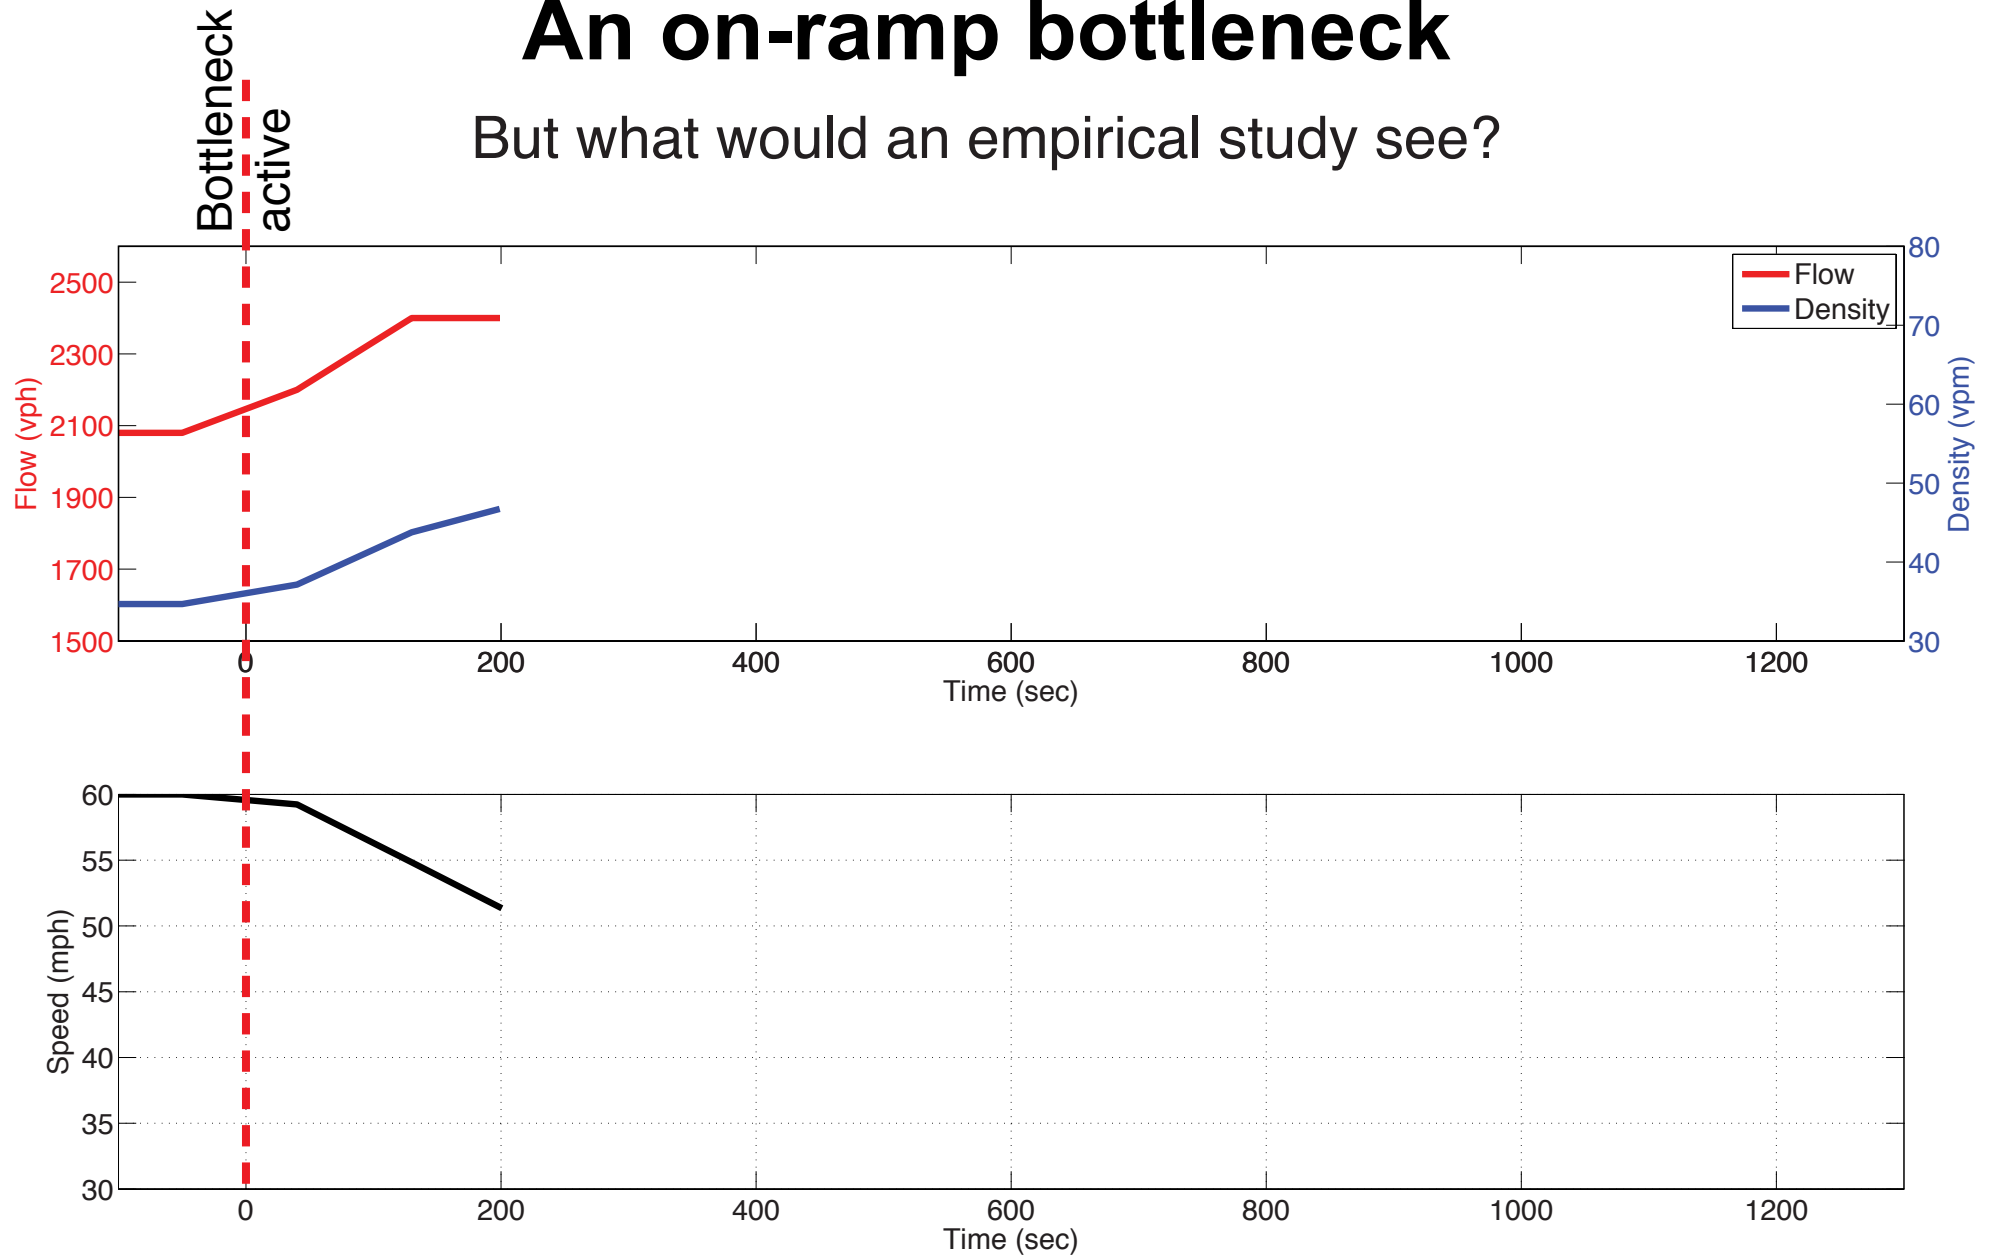 An on-ramp bottleneck
But what would an empirical study see?
Bottleneck
active
2500
2300
2100
1900
1700
1500
Flow (vph)
80
70
60
50
40
30
Density (vpm)
Flow
Density
0 200 400 600 800 1000 1200
Time (sec)
60
55
50
45
40
35
30
Speed (mph)
0 200 400 600 800 1000 1200
Time (sec)